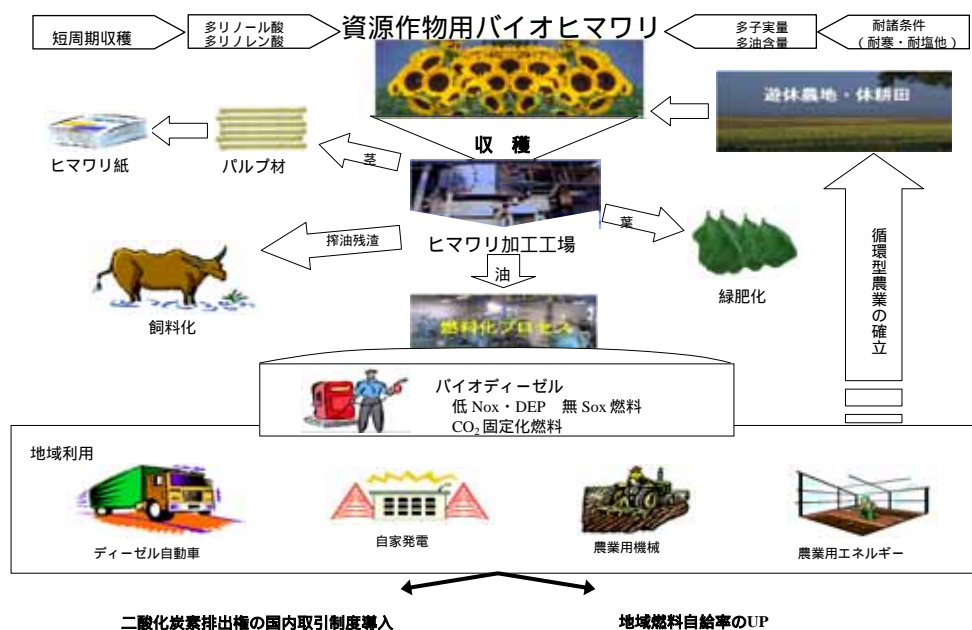 資源作物用バイオヒマワリ
短周期収穫
多リノール酸
多リノレン酸
多子実量
多油含量
耐諸条件
（耐寒・耐塩他）
遊休農地・休耕田
収 穫
ヒマワリ紙
パルプ材
茎
ヒマワリ加工工場
葉
搾油残渣
油
緑肥化
飼料化
燃料化プロセス
循環型農業の確立
バイオディーゼル
低 Nox・DEP 無 Sox 燃料
CO₂固定化燃料
地域利用
ディーゼル自動車
自家発電
農業用機械
農業用エネルギー
二酸化炭素排出権の国内取引制度導入
地域燃料自給率のUP